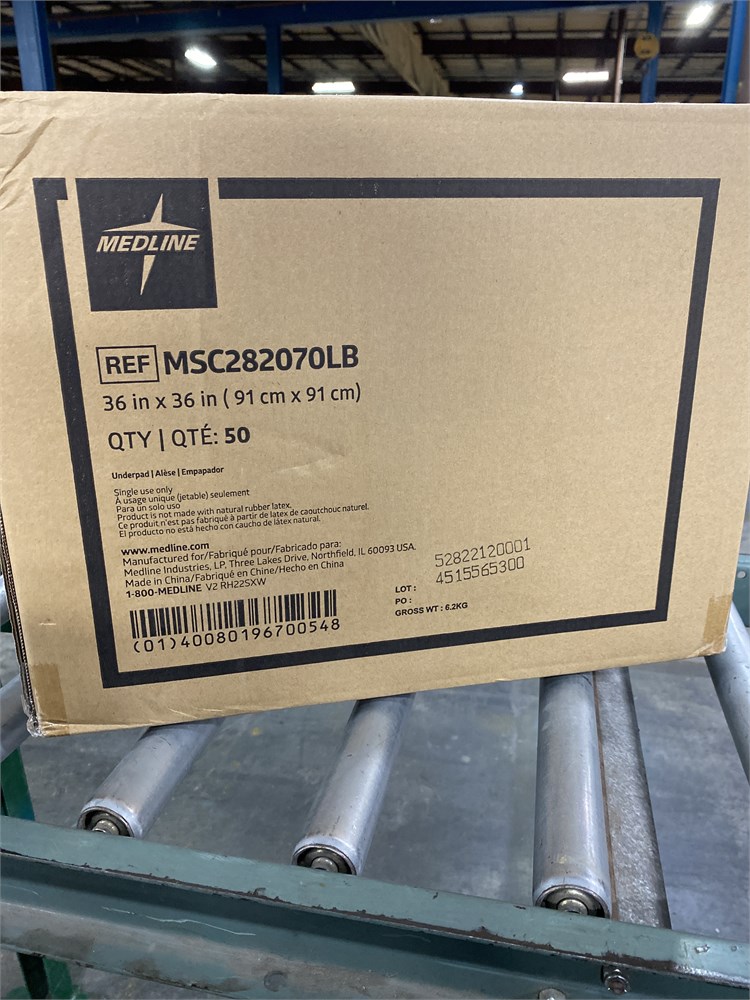 MEDLINE
REF MSC282070LB
36 in x 36 in ( 91 cm x 91 cm)
QTY | QTÉ: 50
Underpad | Alèse | Empapador
Single use only
À usage unique (jetable) seulement
Para un solo uso
Product is not made with natural rubber latex.
Ce produit n'est pas fabriqué à partir de latex de caoutchouc naturel.
El producto no está hecho con caucho de látex natural.
www.medline.com
Manufactured for/Fabriqué pour/Fabricado para:
Medline Industries, LP, Three Lakes Drive, Northfield, IL 60093 USA.
Made in China/Fabriqué en Chine/Hecho en China
1-800-MEDLINE V2 RH22SXW
(01)40080196700548
LOT : 52822120001
PO : 4515565300
GROSS WT : 6.2KG